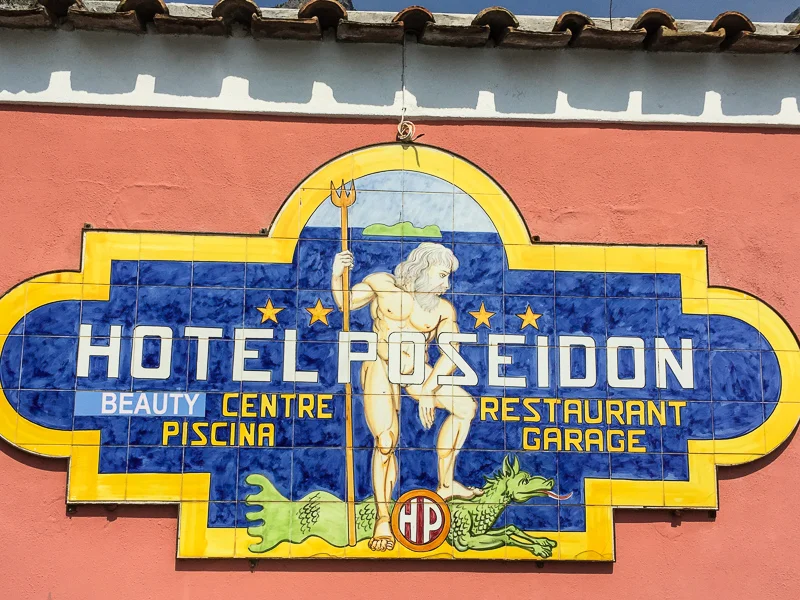 HOTEL POSEIDON
BEAUTY CENTRE
PISCINA
RESTAURANT
GARAGE
HP